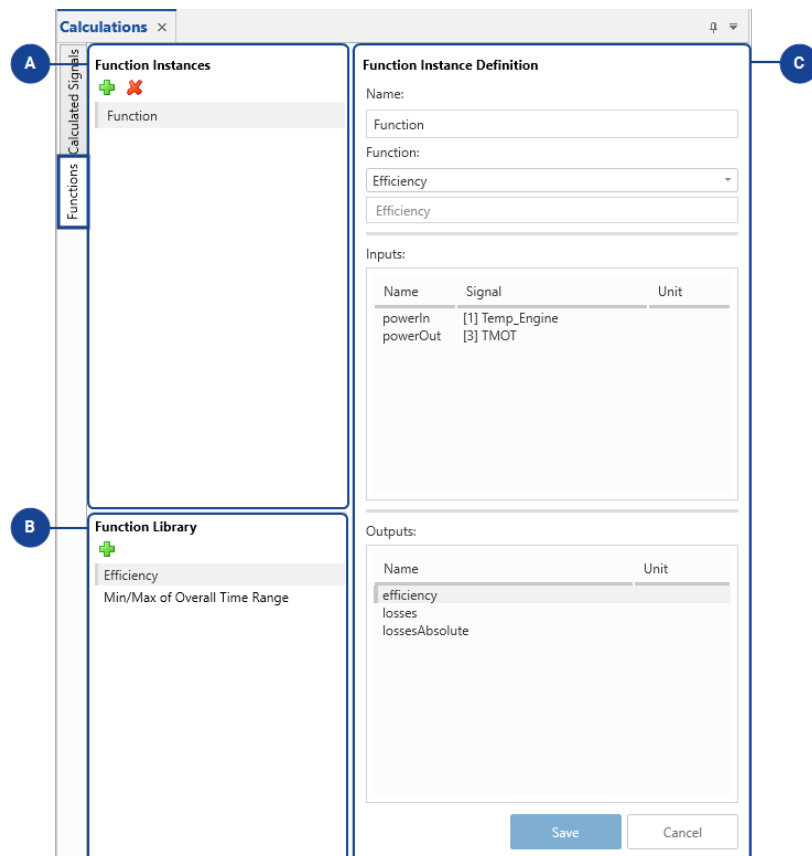 Calculations ×
A
Calculated Signals
Functions
Function Instances
Function
B
Function Library
Efficiency
Min/Max of Overall Time Range
C
Function Instance Definition
Name:
Function
Function:
Efficiency
Efficiency
Inputs:
Name Signal Unit
powerIn [1] Temp_Engine
powerOut [3] TMOT
Outputs:
Name Unit
efficiency
losses
lossesAbsolute
Save Cancel